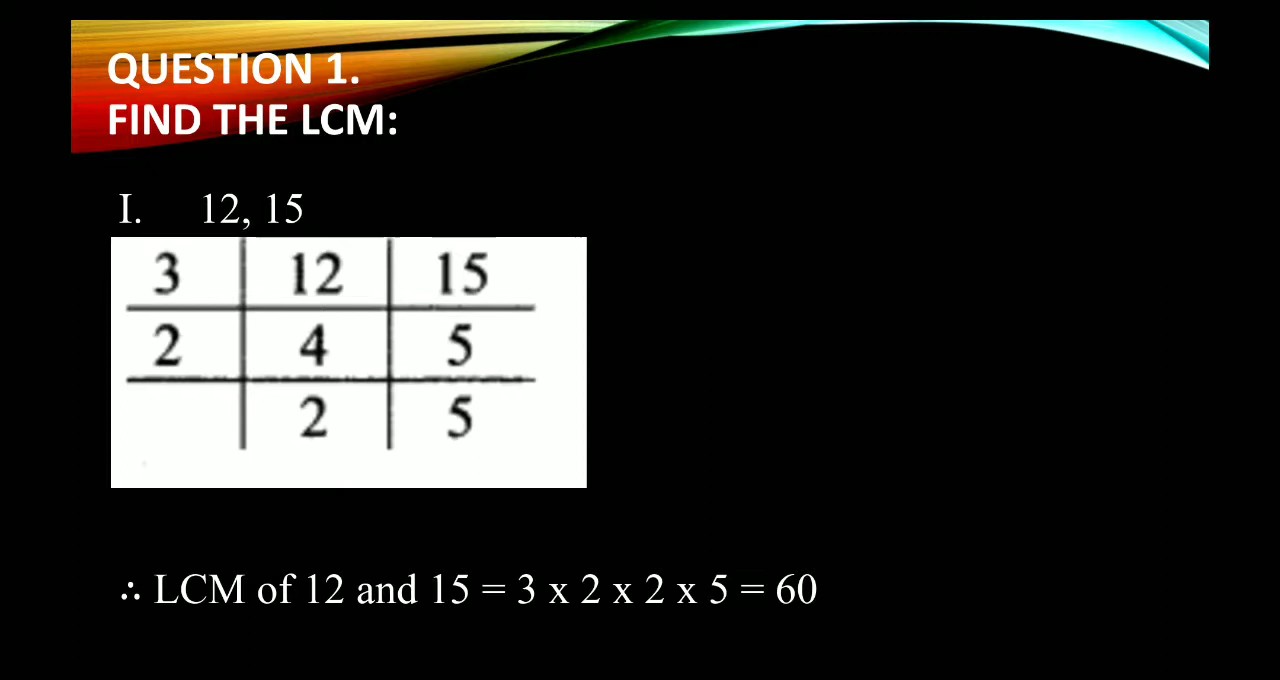 QUESTION 1.
FIND THE LCM:
I. 12, 15
3 12 15
2 4 5
2 5
∴ LCM of 12 and 15 = 3 x 2 x 2 x 5 = 60